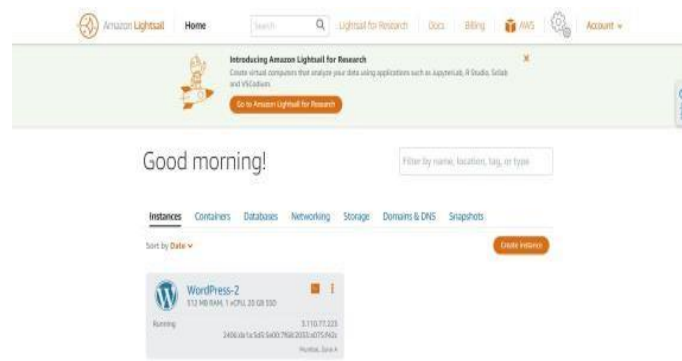 Amazon Lightsail Home Search Lightsail for Research Docs Billing AWS Account
Introducing Amazon Lightsail for Research
Create virtual computers that analyze your data using applications such as JupyterLab, R Studio, Scilab
and VSCodium.
Go to Amazon Lightsail for Research
Good morning!
Filter by name, location, tag, or type
Instances Containers Databases Networking Storage Domains & DNS Snapshots
Sort by Date
Create instance
WordPress-2
512 MB RAM, 1 vCPU, 20 GB SSD
Running 3.110.77.223
Mumbai, Zone A